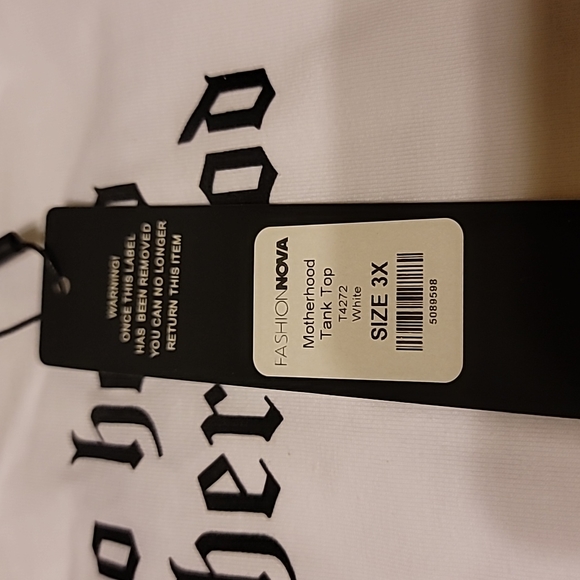 WARNING!
ONCE THIS LABEL
HAS BEEN REMOVED
YOU CAN NO LONGER
RETURN THIS ITEM
FASHIONNOVA
Motherhood
Tank Top
T4272
White
SIZE 3X
5089598